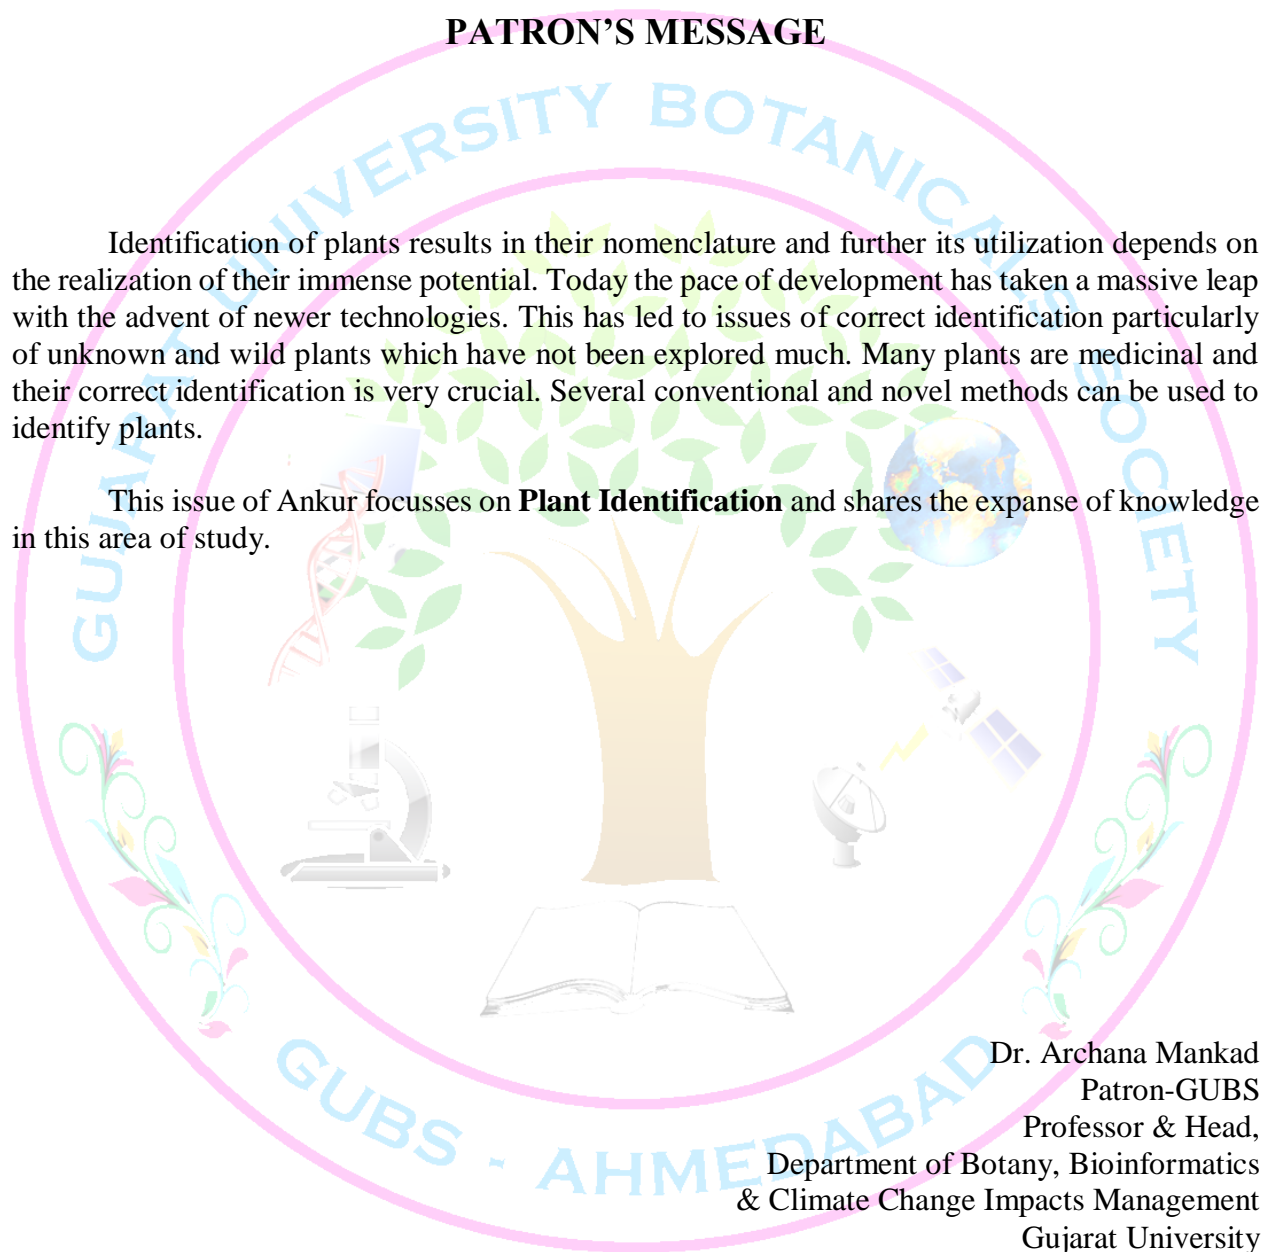 PATRON’S MESSAGE
GUJARAT UNIVERSITY BOTANICALS SOCIETY
Identification of plants results in their nomenclature and further its utilization depends on
the realization of their immense potential. Today the pace of development has taken a massive leap
with the advent of newer technologies. This has led to issues of correct identification particularly
of unknown and wild plants which have not been explored much. Many plants are medicinal and
their correct identification is very crucial. Several conventional and novel methods can be used to
identify plants.
This issue of Ankur focusses on Plant Identification and shares the expanse of knowledge
in this area of study.
Dr. Archana Mankad
Patron-GUBS
Professor & Head,
Department of Botany, Bioinformatics
& Climate Change Impacts Management
Gujarat University
GUBS - AHMEDABAD